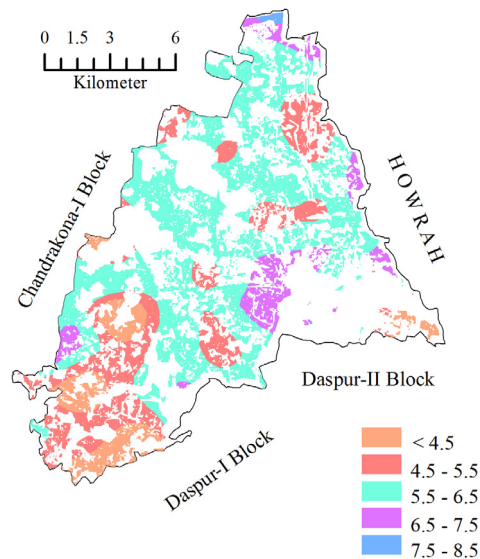 0 1.5 3 6
Kilometer
Chandrakona-I Block
HOWRAH
Daspur-II Block
Daspur-I Block
< 4.5
4.5 - 5.5
5.5 - 6.5
6.5 - 7.5
7.5 - 8.5